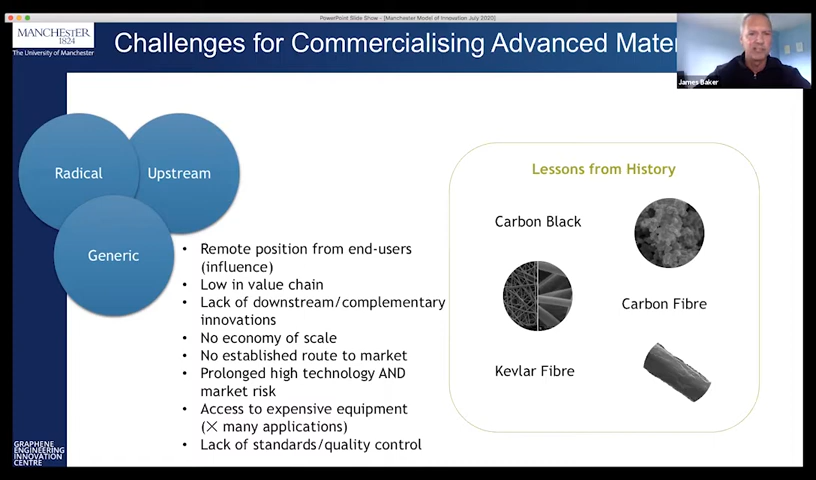 PowerPoint Slide Show - [Manchester Model of Innovation July 2020]
MANCHESTER
1824
The University of Manchester
Challenges for Commercialising Advanced Mater
James Baker
Radical
Upstream
Generic
• Remote position from end-users
(influence)
• Low in value chain
• Lack of downstream/complementary
innovations
• No economy of scale
• No established route to market
• Prolonged high technology AND
market risk
• Access to expensive equipment
(X many applications)
• Lack of standards/quality control
Lessons from History
Carbon Black
Carbon Fibre
Kevlar Fibre
GRAPHENE
ENGINEERING
INNOVATION
CENTRE